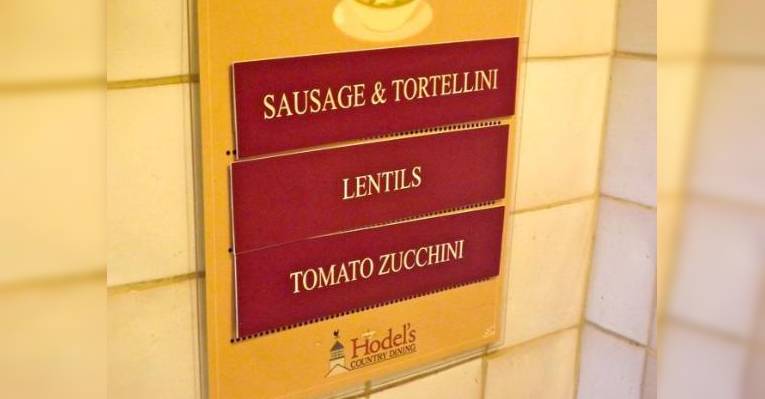 SAUSAGE & TORTELLINI
LENTILS
TOMATO ZUCCHINI
Hodel's
COUNTRY DINING